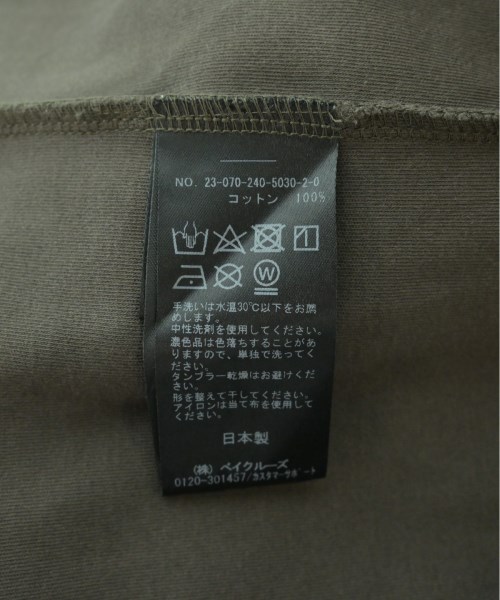 NO. 23-070-240-5030-2-0
コットン 100%
手洗いは水温30℃以下をお薦
めします。
中性洗剤を使用してください。
濃色品は色落ちすることがあ
りますので、単独で洗ってく
ださい。
タンブラー乾燥はお避けくだ
さい。
形を整えて干してください。
アイロンは当て布を使用して
ください。
日本製
(株) ベイクルーズ
0120-301457/カスタマーサポート